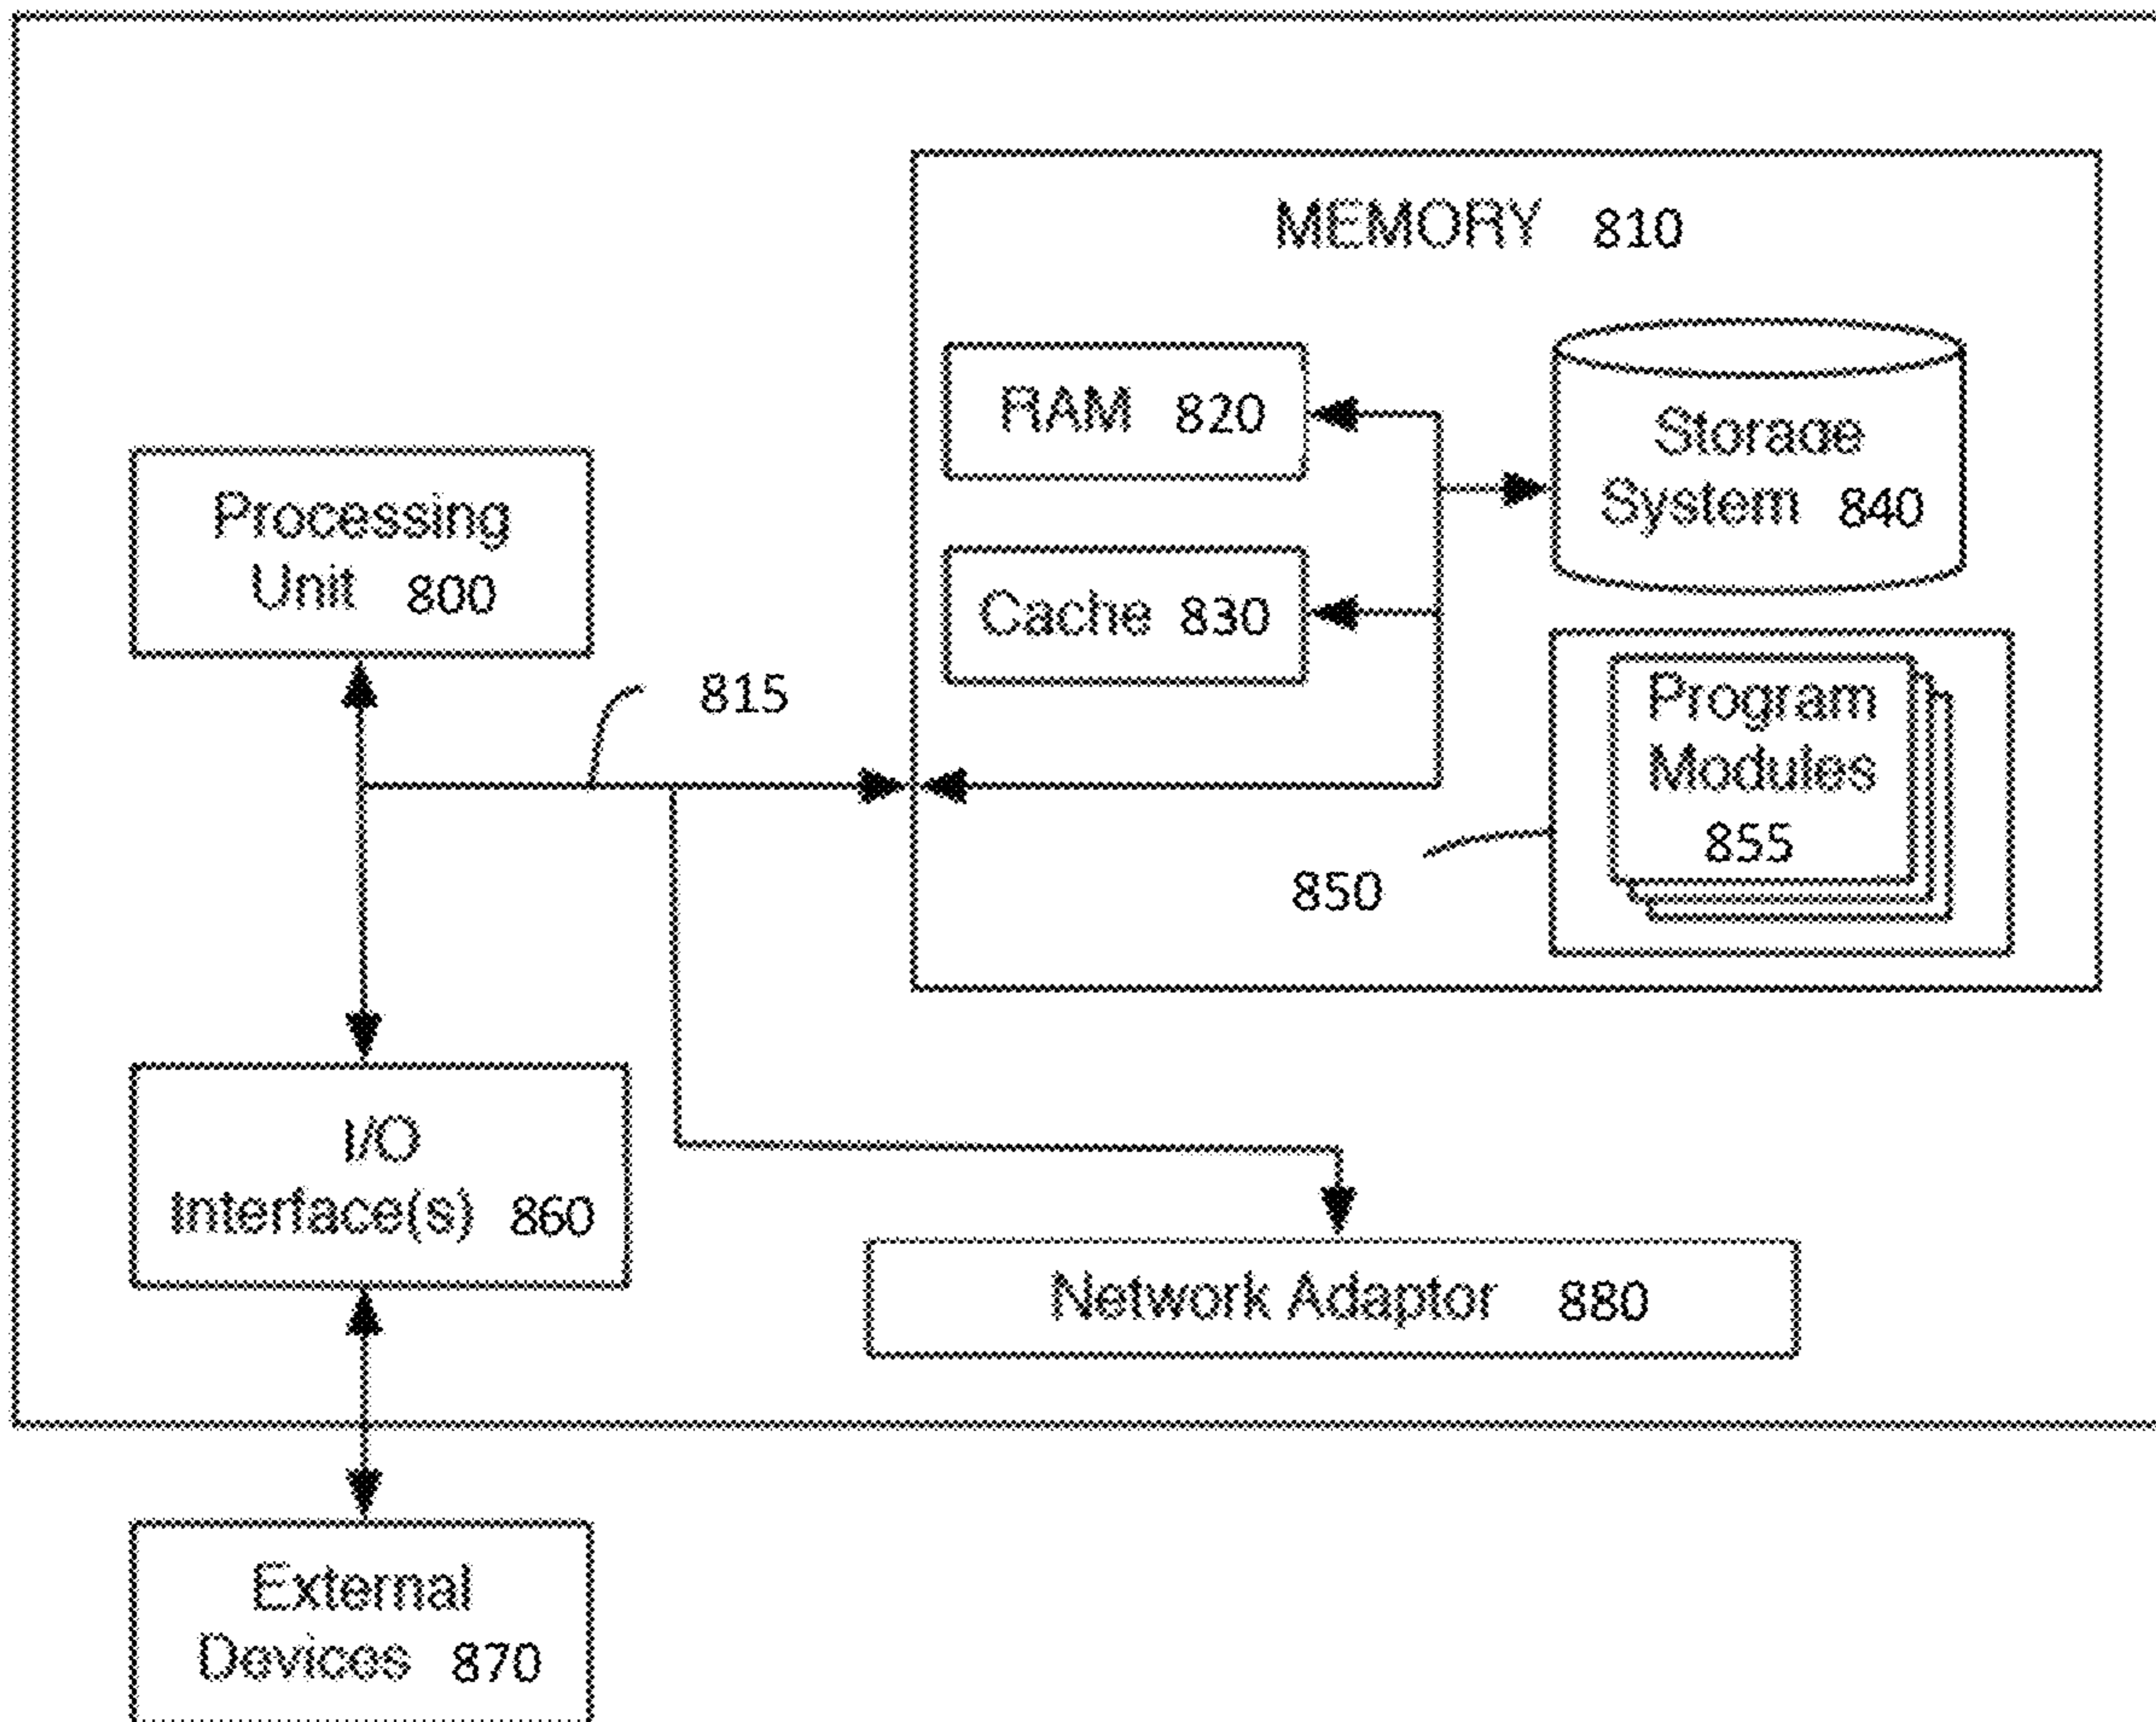 MEMORY 810
RAM 820
Storage
System 840
Processing
Unit 800
Cache 830
815
Program
Modules
855
850
I/O
Interface(s) 860
Network Adaptor 880
External
Devices 870